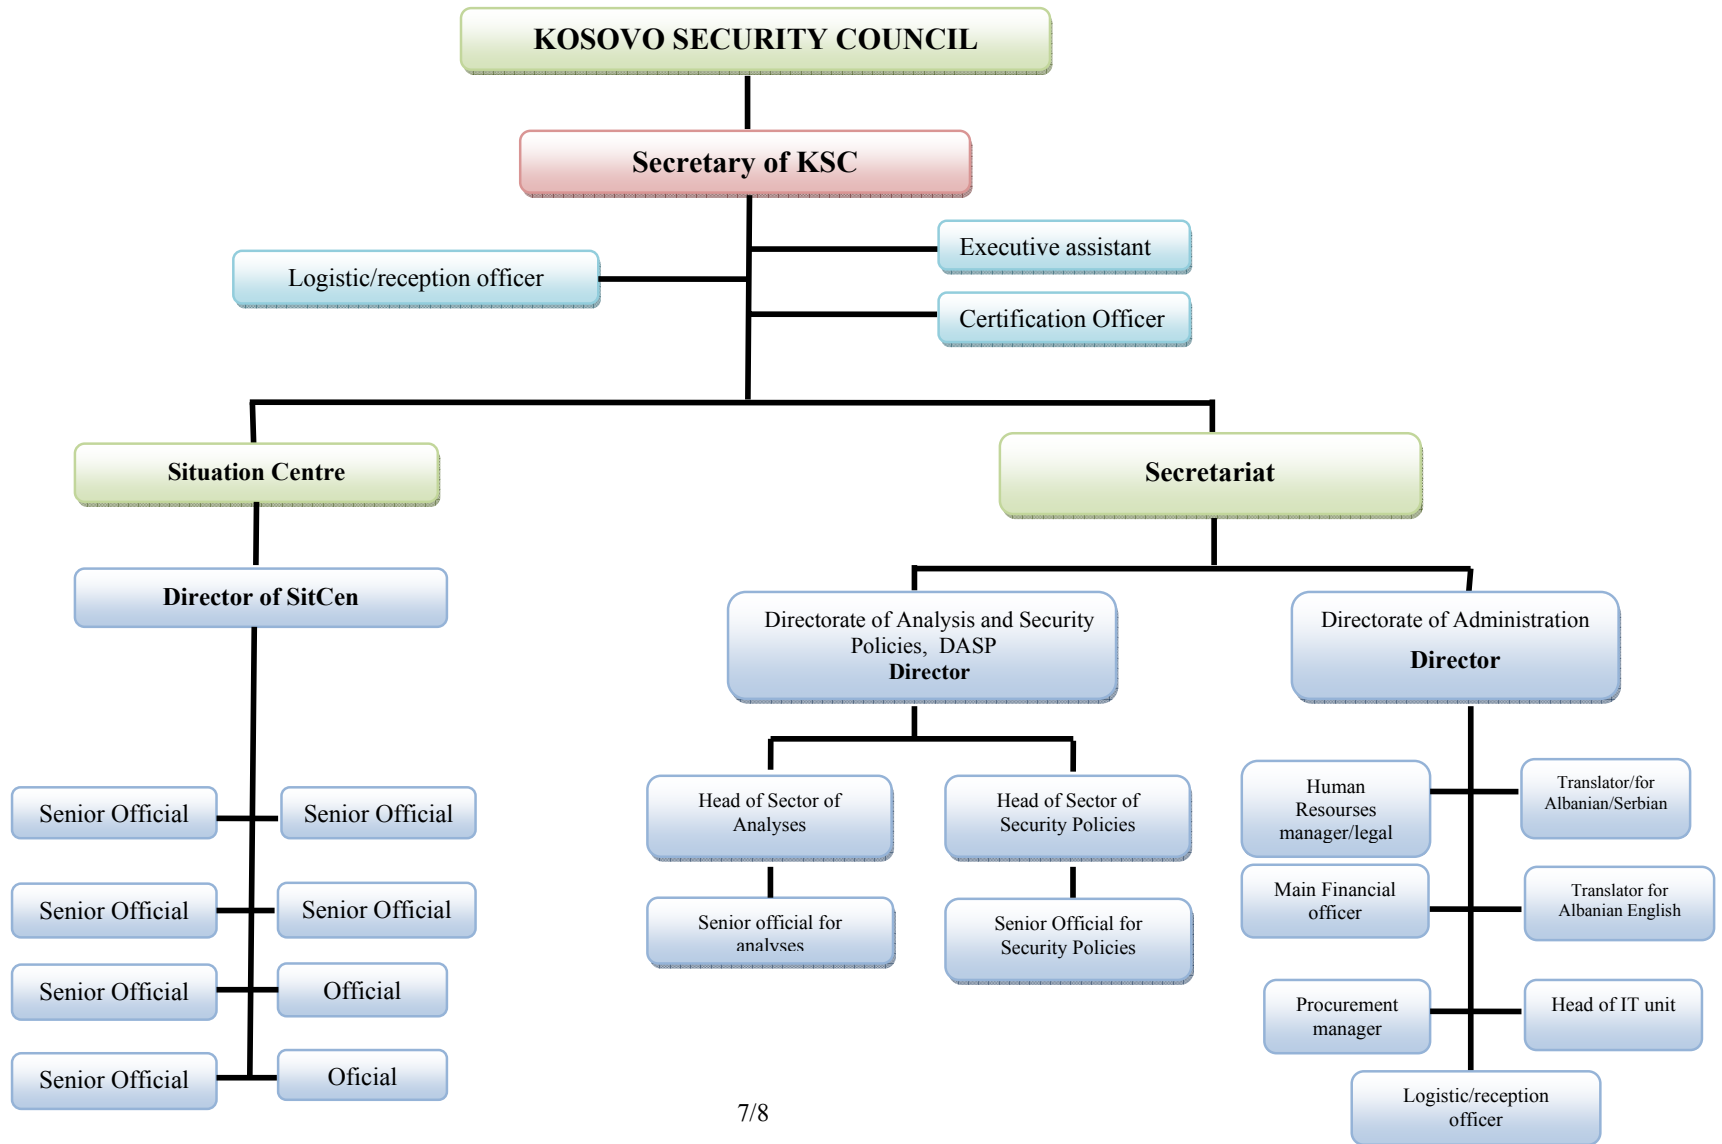 KOSOVO SECURITY COUNCIL
Secretary of KSC
Executive assistant
Logistic/reception officer
Certification Officer
Situation Centre
Secretariat
Director of SitCen
Directorate of Analysis and Security
Policies, DASP
Director
Directorate of Administration
Director
Senior Official
Senior Official
Senior Official
Senior Official
Senior Official
Official
Senior Official
Oficial
Head of Sector of
Analyses
Head of Sector of
Security Policies
Senior official for
analyses
Senior Official for
Security Policies
Human
Resourses
manager/legal
Translator/for
Albanian/Serbian
Main Financial
officer
Translator for
Albanian English
Procurement
manager
Head of IT unit
Logistic/reception
officer
7/8